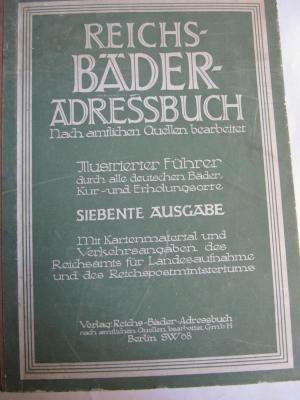 REICHS-
BÄDER-
ADRESSBUCH
Nach amtlichen Quellen bearbeitet
Illustrierter Führer
durch alle deutschen Bäder,
Kur- und Erholungsorte
SIEBENTE AUSGABE
Mit Kartenmaterial und
Verkehrsangaben des
Reichsamts für Landesaufnahme
und des Reichspostministeriums
Verlag: Reichs-Bäder-Adressbuch
nach amtlichen Quellen bearbeitet, G.m.b.H
Berlin SW 68